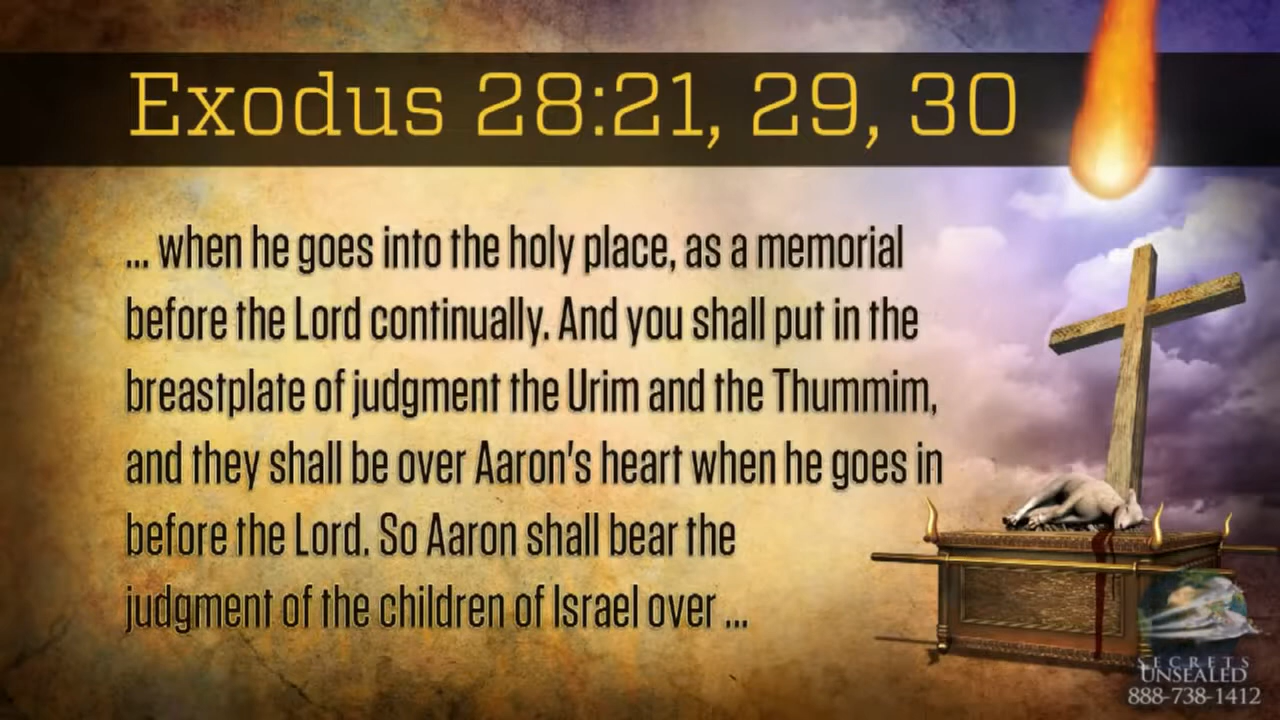 Exodus 28:21, 29, 30
... when he goes into the holy place, as a memorial
before the Lord continually. And you shall put in the
breastplate of judgment the Urim and the Thummim,
and they shall be over Aaron's heart when he goes in
before the Lord. So Aaron shall bear the
judgment of the children of Israel over ...
SECRETS
UNSEALED
888-738-1412